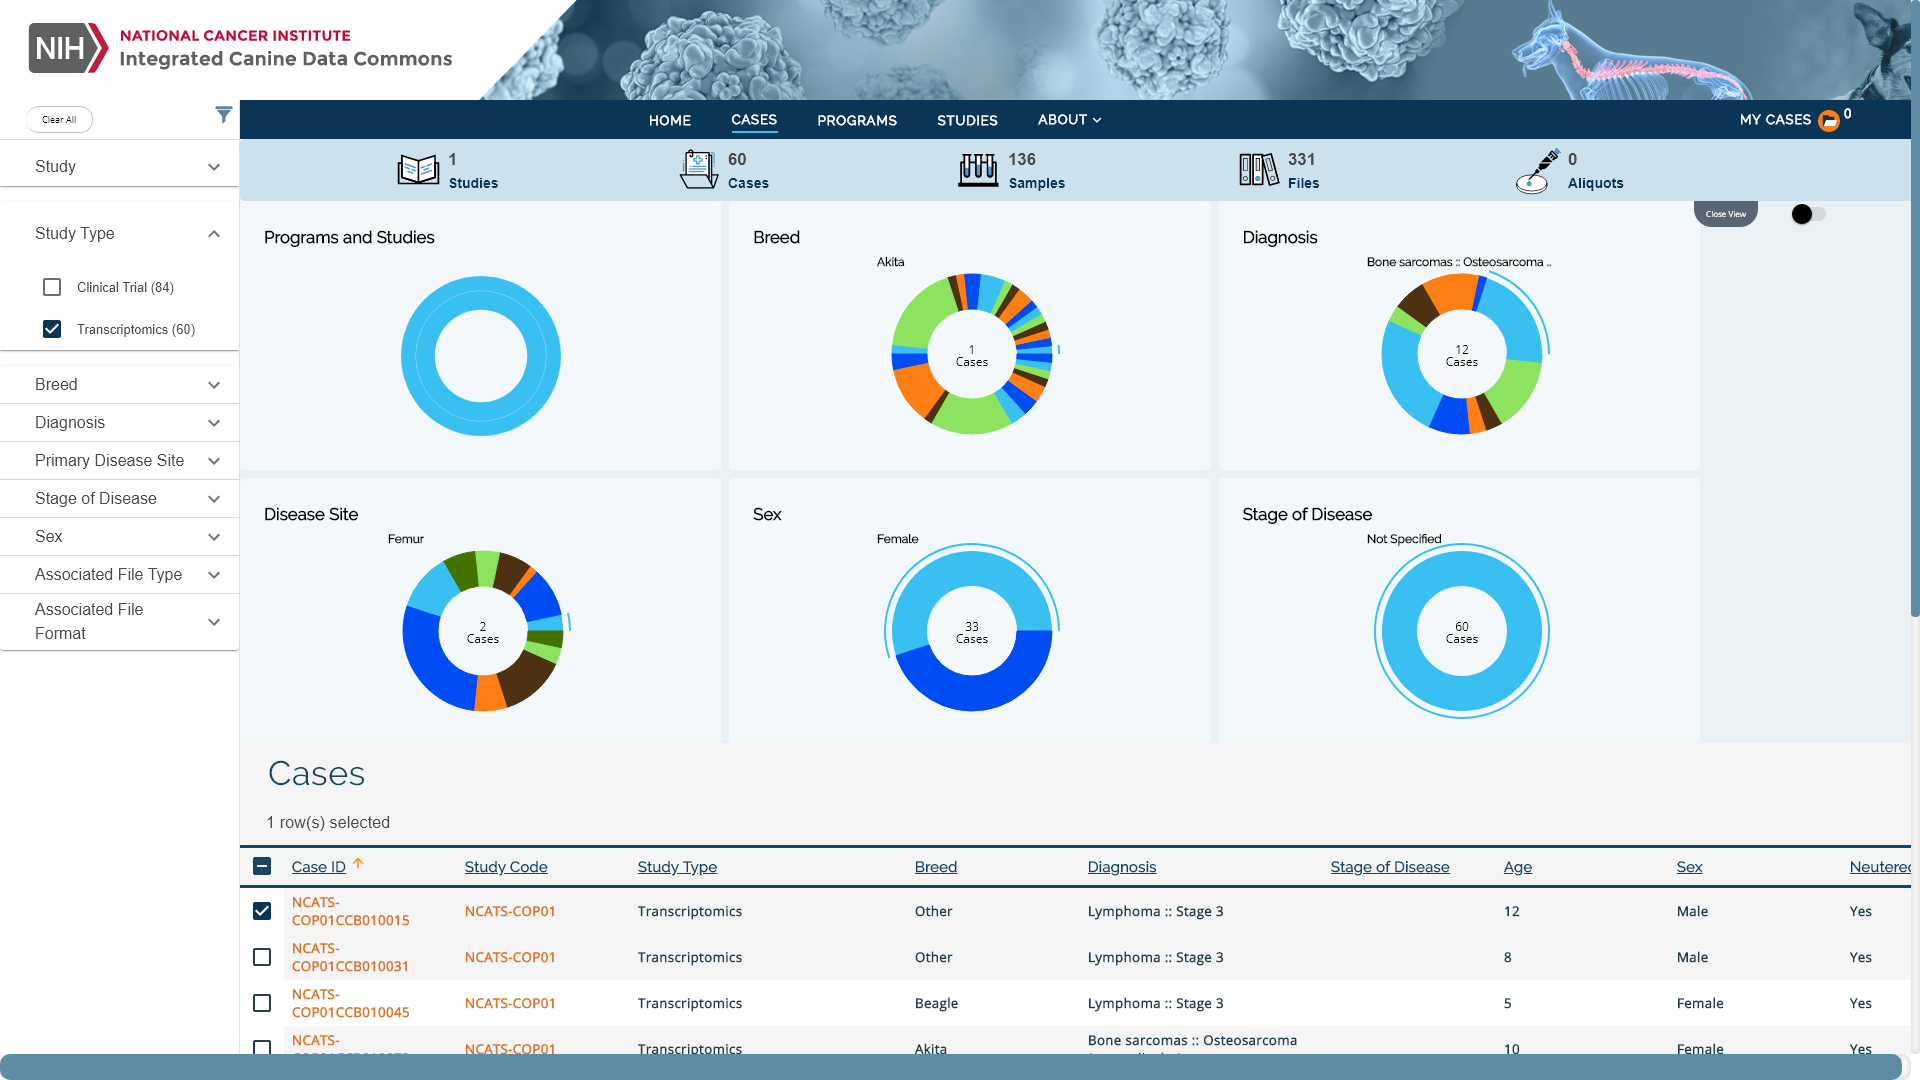 NIH
NATIONAL CANCER INSTITUTE
Integrated Canine Data Commons
Clear All
HOME
CASES
PROGRAMS
STUDIES
ABOUT
MY CASES
0
1
Studies
60
Cases
136
Samples
331
Files
0
Aliquots
Study
Study Type
Clinical Trial (84)
Transcriptomics (60)
Breed
Diagnosis
Primary Disease Site
Stage of Disease
Sex
Associated File Type
Associated File
Format
Close View
Programs and Studies
Breed
Akita
1
Cases
Diagnosis
Bone sarcomas :: Osteosarcoma ..
12
Cases
Disease Site
Femur
2
Cases
Sex
Female
33
Cases
Stage of Disease
Not Specified
60
Cases
Cases
1 row(s) selected
Case ID Study Code Study Type Breed Diagnosis Stage of Disease Age Sex Neutered
NCATS-
COP01CCB010015 NCATS-COP01 Transcriptomics Other Lymphoma :: Stage 3 12 Male Yes
NCATS-
COP01CCB010031 NCATS-COP01 Transcriptomics Other Lymphoma :: Stage 3 8 Male Yes
NCATS-
COP01CCB010045 NCATS-COP01 Transcriptomics Beagle Lymphoma :: Stage 3 5 Female Yes
NCATS-
NCATS-COP01 Transcriptomics Akita Bone sarcomas :: Osteosarcoma 10 Female Yes